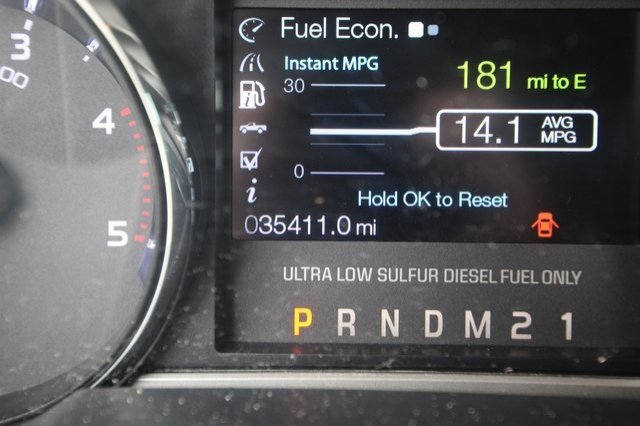 3
00
4
5
Fuel Econ.
Instant MPG
30
181 mi to E
14.1 AVG MPG
0
Hold OK to Reset
035411.0 mi
ULTRA LOW SULFUR DIESEL FUEL ONLY
P R N D M 2 1